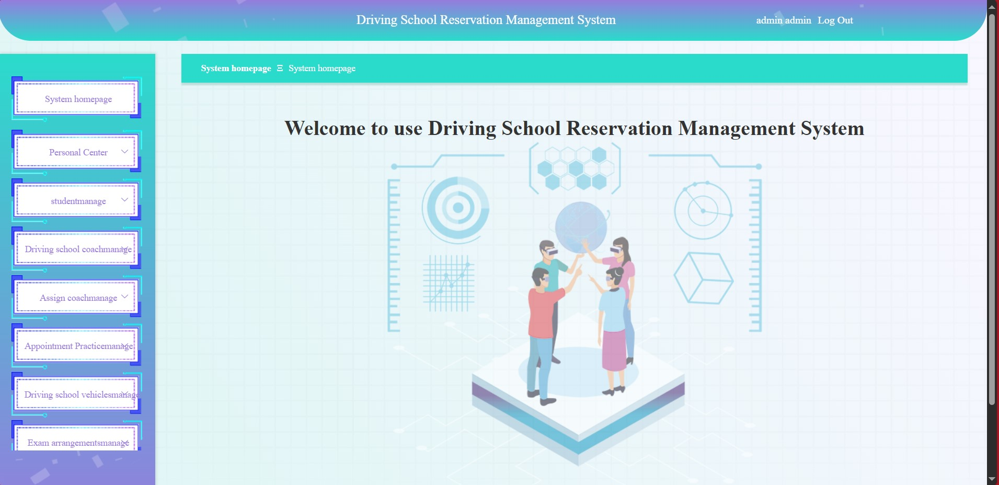 Driving School Reservation Management System
admin admin Log Out
System homepage Ξ System homepage
System homepage
Personal Center
studentmanage
Driving school coachmanage
Assign coachmanage
Appointment Practicemanage
Driving school vehiclesmanage
Exam arrangementsmanage
Welcome to use Driving School Reservation Management System